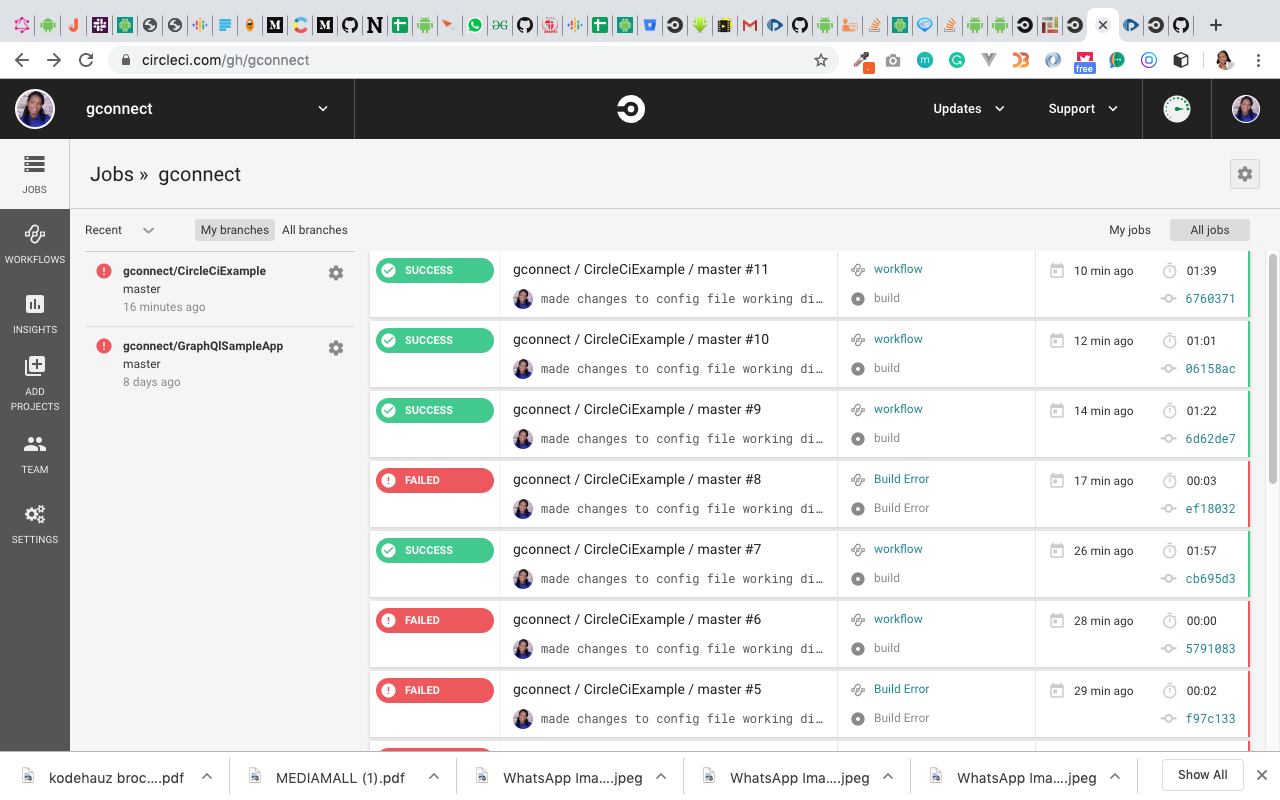 circleci.com/gh/gconnect
free
gconnect
Updates
Support
JOBS
Jobs » gconnect
WORKFLOWS
INSIGHTS
ADD
PROJECTS
TEAM
SETTINGS
Recent
My branches
All branches
My jobs
All jobs
gconnect/CircleCiExample
master
16 minutes ago
gconnect/GraphQlSampleApp
master
8 days ago
SUCCESS gconnect / CircleCiExample / master #11 workflow 10 min ago 01:39
made changes to config file working di… build 6760371
SUCCESS gconnect / CircleCiExample / master #10 workflow 12 min ago 01:01
made changes to config file working di… build 06158ac
SUCCESS gconnect / CircleCiExample / master #9 workflow 14 min ago 01:22
made changes to config file working di… build 6d62de7
FAILED gconnect / CircleCiExample / master #8 Build Error 17 min ago 00:03
made changes to config file working di… Build Error ef18032
SUCCESS gconnect / CircleCiExample / master #7 workflow 26 min ago 01:57
made changes to config file working di… build cb695d3
FAILED gconnect / CircleCiExample / master #6 workflow 28 min ago 00:00
made changes to config file working di… build 5791083
FAILED gconnect / CircleCiExample / master #5 Build Error 29 min ago 00:02
made changes to config file working di… Build Error f97c133
kodehauz broc....pdf
MEDIAMALL (1).pdf
WhatsApp Ima....jpeg
WhatsApp Ima....jpeg
WhatsApp Ima....jpeg
Show All